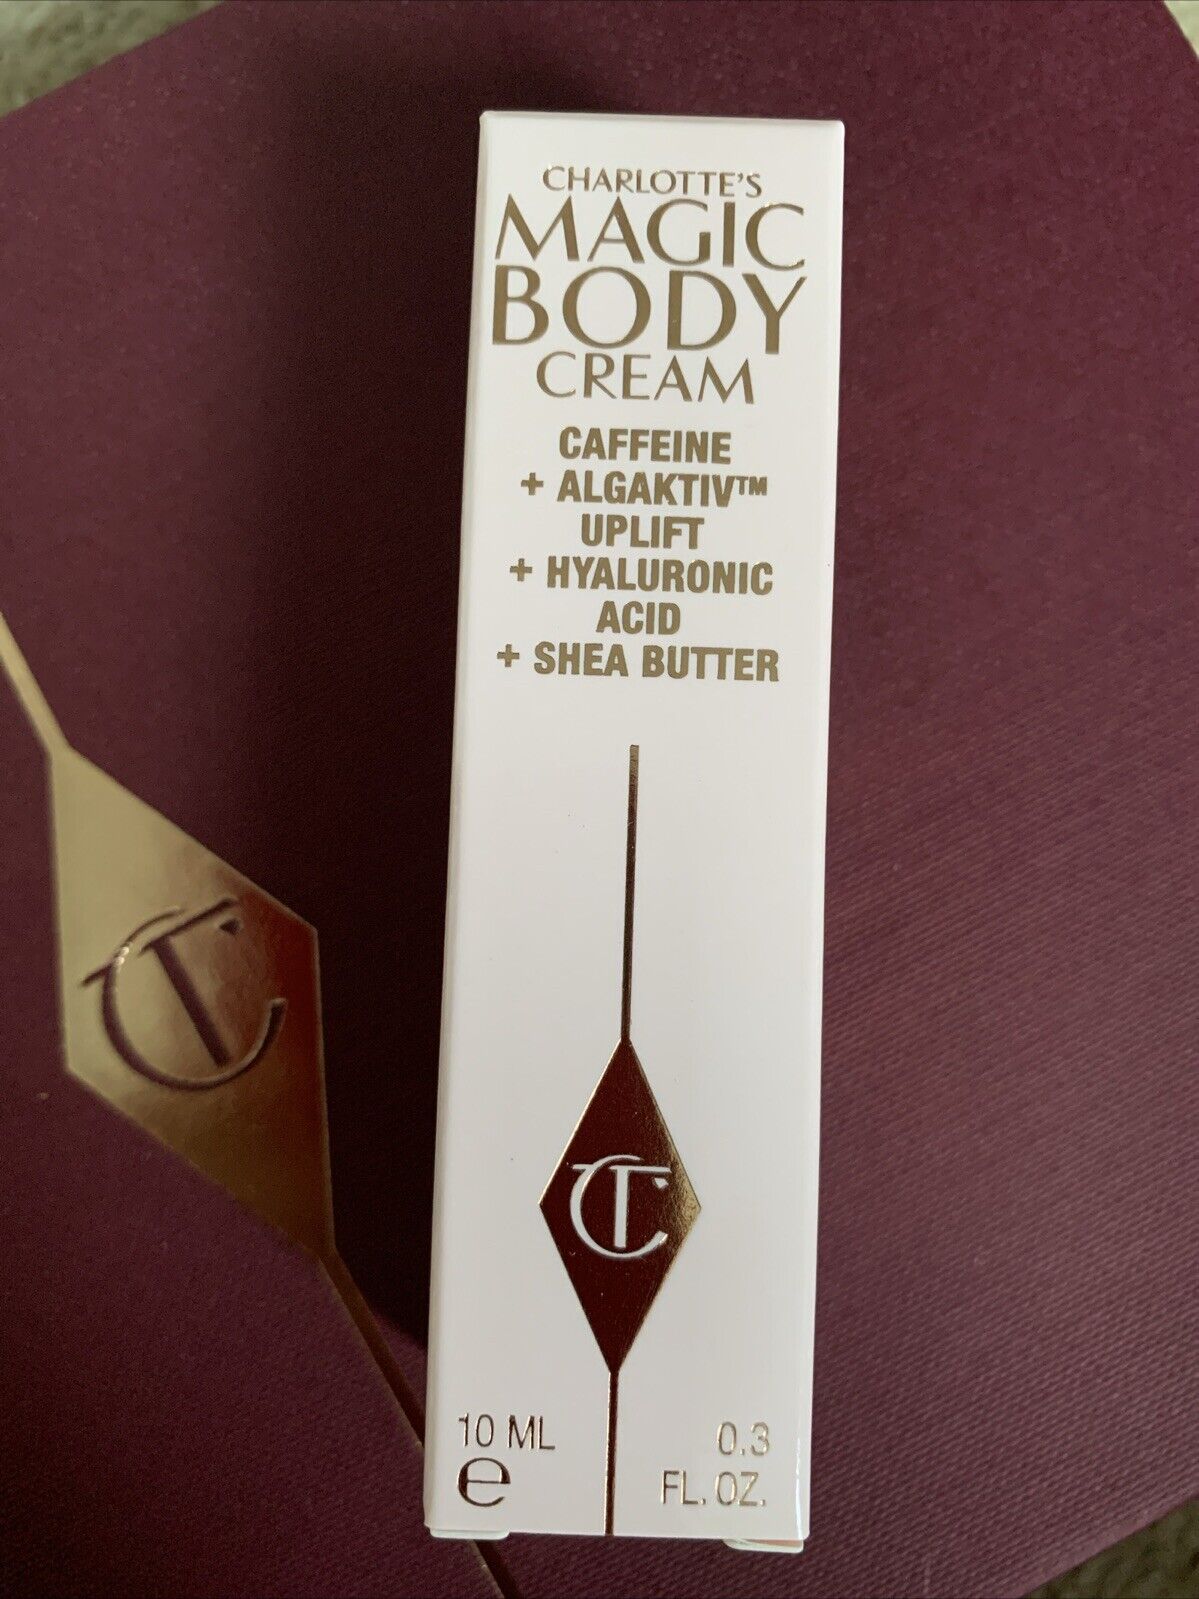 CHARLOTTE'S
MAGIC
BODY
CREAM
CAFFEINE
+ ALGAKTIV™
UPLIFT
+ HYALURONIC
ACID
+ SHEA BUTTER
CT
CT
10 ML
e
0.3
FL. OZ.